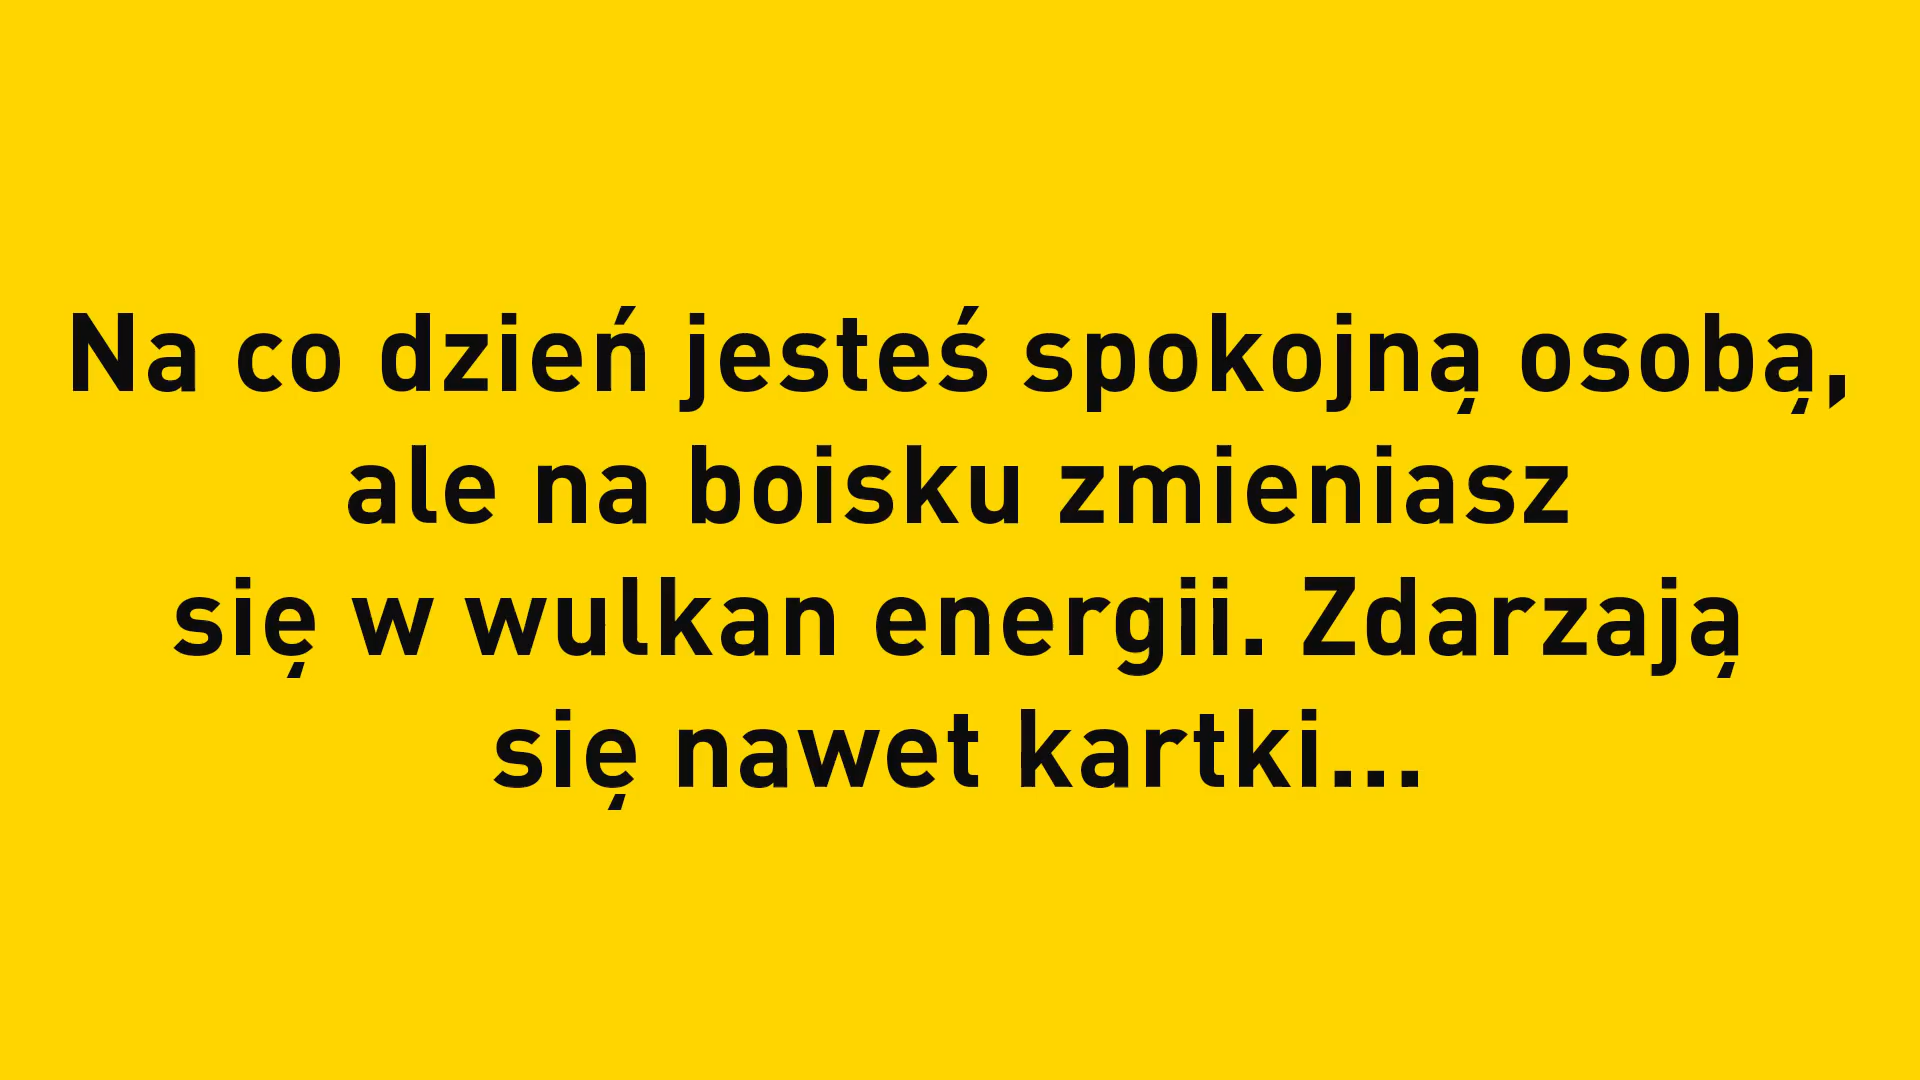 Na co dzień jesteś spokojną osobą,
ale na boisku zmieniasz
się w wulkan energii. Zdarzają
się nawet kartki...